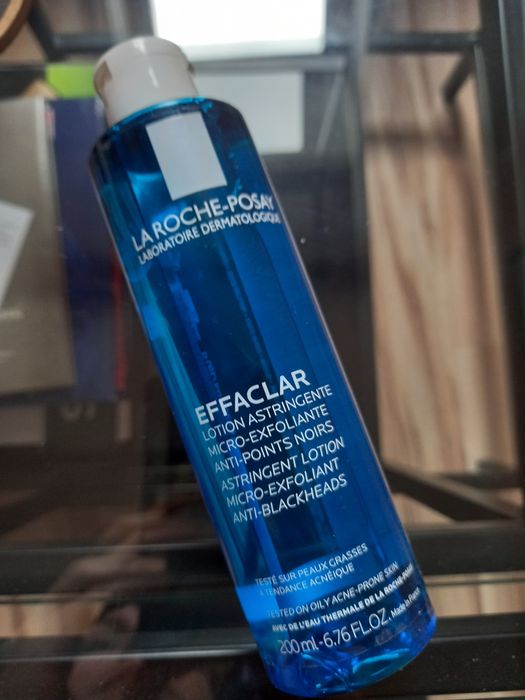 LA ROCHE-POSAY
LABORATOIRE DERMATOLOGIQUE
EFFACLAR
LOTION ASTRINGENTE
MICRO-EXFOLIANTE
ANTI-POINTS NOIRS
ASTRINGENT LOTION
MICRO-EXFOLIANT
ANTI-BLACKHEADS
TESTÉ SUR PEAUX GRASSES
À TENDANCE ACNÉIQUE
TESTED ON OILY ACNE-PRONE SKIN
AVEC DE L'EAU THERMALE DE LA ROCHE-POSAY
200 mL - 6.76 FL.OZ. Made in France